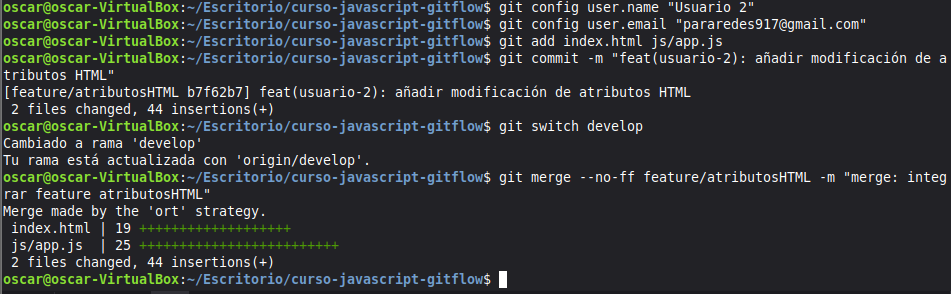 oscar@oscar-VirtualBox:~/Escritorio/curso-javascript-gitflow$ git config user.name "Usuario 2"
oscar@oscar-VirtualBox:~/Escritorio/curso-javascript-gitflow$ git config user.email "pararedes917@gmail.com"
oscar@oscar-VirtualBox:~/Escritorio/curso-javascript-gitflow$ git add index.html js/app.js
oscar@oscar-VirtualBox:~/Escritorio/curso-javascript-gitflow$ git commit -m "feat(usuario-2): añadir modificación de a
tributos HTML"
[feature/atributosHTML b7f62b7] feat(usuario-2): añadir modificación de atributos HTML
 2 files changed, 44 insertions(+)
oscar@oscar-VirtualBox:~/Escritorio/curso-javascript-gitflow$ git switch develop
Cambiado a rama 'develop'
Tu rama está actualizada con 'origin/develop'.
oscar@oscar-VirtualBox:~/Escritorio/curso-javascript-gitflow$ git merge --no-ff feature/atributosHTML -m "merge: integ
rar feature atributosHTML"
Merge made by the 'ort' strategy.
 index.html | 19 +++++++++++++++++++
 js/app.js  | 25 +++++++++++++++++++++++++
 2 files changed, 44 insertions(+)
oscar@oscar-VirtualBox:~/Escritorio/curso-javascript-gitflow$